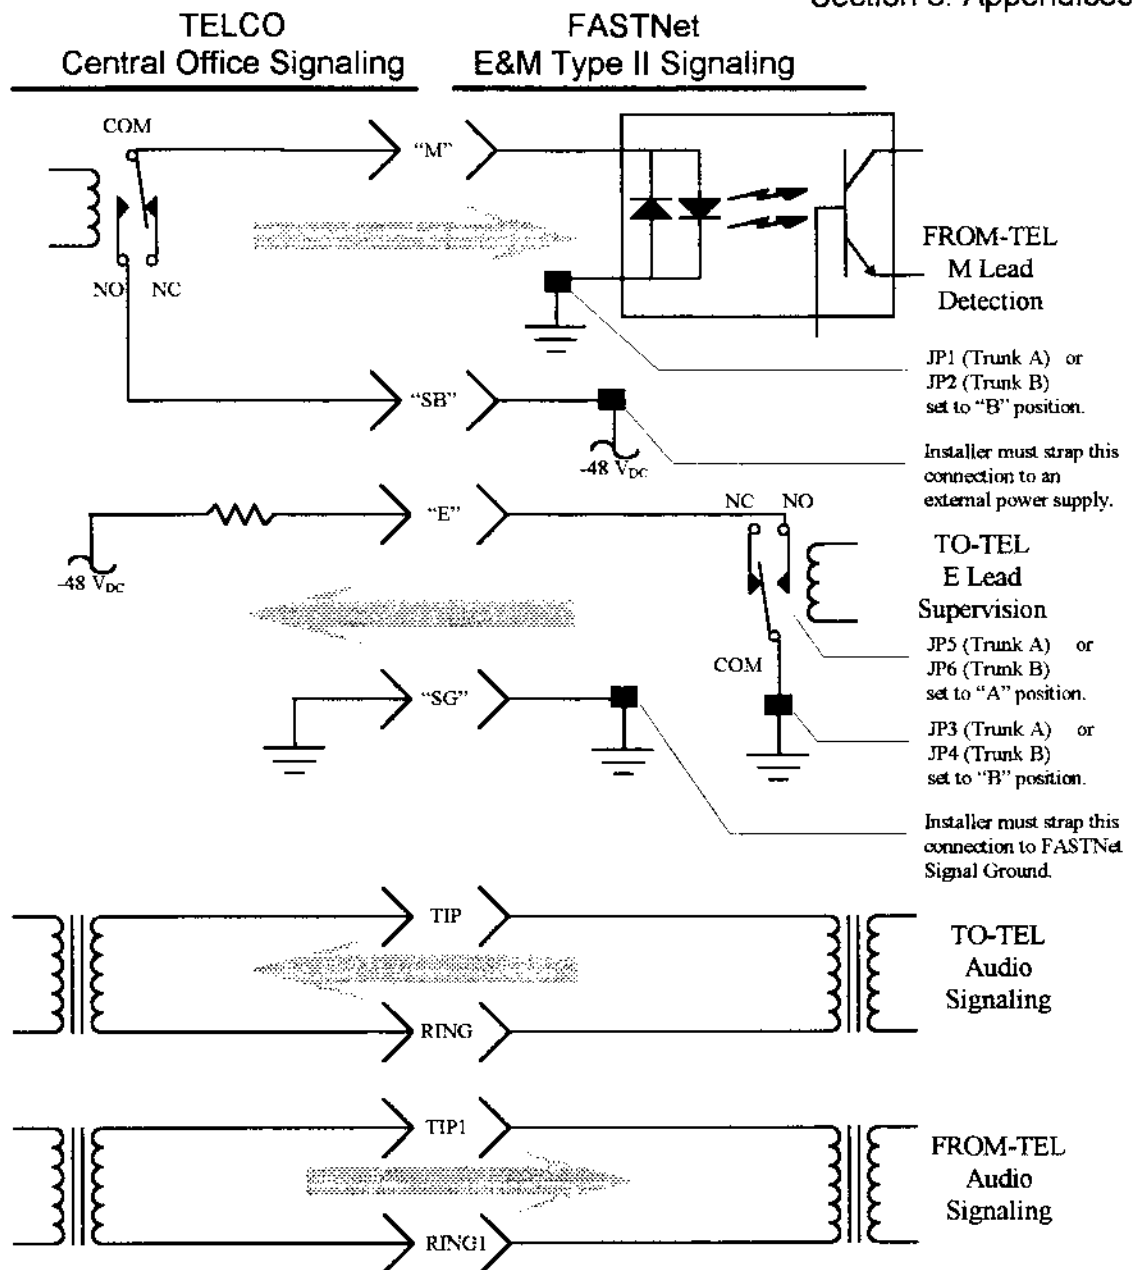 Section 8: Appendices
TELCO
Central Office Signaling
FASTNet
E&M Type II Signaling
COM
"M"
NO
NC
FROM-TEL
M Lead
Detection
JP1 (Trunk A) or
JP2 (Trunk B)
set to "B" position.
"SB"
-48 VDC
Installer must strap this
connection to an
external power supply.
"E"
-48 VDC
NC
NO
TO-TEL
E Lead
Supervision
COM
JP5 (Trunk A) or
JP6 (Trunk B)
set to "A" position.
"SG"
JP3 (Trunk A) or
JP4 (Trunk B)
set to "B" position.
Installer must strap this
connection to FASTNet
Signal Ground.
TIP
RING
TO-TEL
Audio
Signaling
TIP1
RING1
FROM-TEL
Audio
Signaling